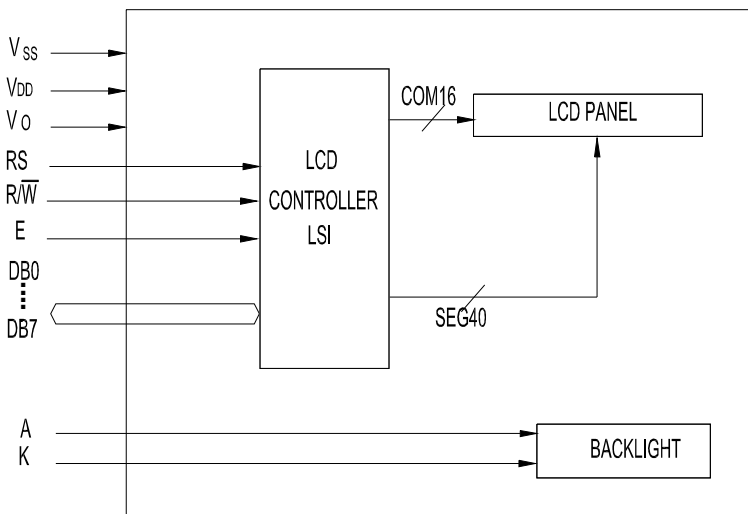 VSS
VDD
VO
RS
R/W̅
E
DB0
DB7
A
K
LCD
CONTROLLER
LSI
COM16
LCD PANEL
SEG40
BACKLIGHT